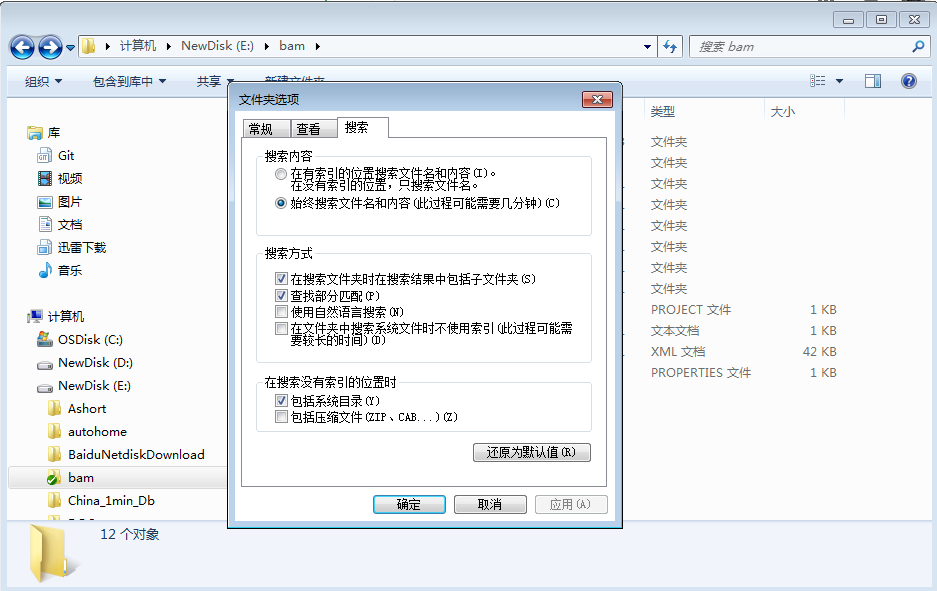 计算机 NewDisk (E:) bam
搜索 bam
组织 包含到库中 共享 新建文件夹
库
Git
视频
图片
文档
迅雷下载
音乐
计算机
OSDisk (C:)
NewDisk (D:)
NewDisk (E:)
Ashort
autohome
BaiduNetdiskDownload
bam
China_1min_Db
文件夹选项
常规 查看 搜索
搜索内容
在有索引的位置搜索文件名和内容(I)。
在没有索引的位置，只搜索文件名。
始终搜索文件名和内容(此过程可能需要几分钟)(C)
搜索方式
在搜索文件夹时在搜索结果中包括子文件夹(S)
查找部分匹配(P)
使用自然语言搜索(N)
在文件夹中搜索系统文件时不使用索引(此过程可能需
要较长的时间)(D)
在搜索没有索引的位置时
包括系统目录(Y)
包括压缩文件(ZIP、CAB...)(Z)
还原为默认值(R)
确定 取消 应用(A)
类型 大小
文件夹
文件夹
文件夹
文件夹
文件夹
文件夹
文件夹
文件夹
PROJECT 文件 1 KB
文本文档 1 KB
XML 文档 42 KB
PROPERTIES 文件 1 KB
12 个对象